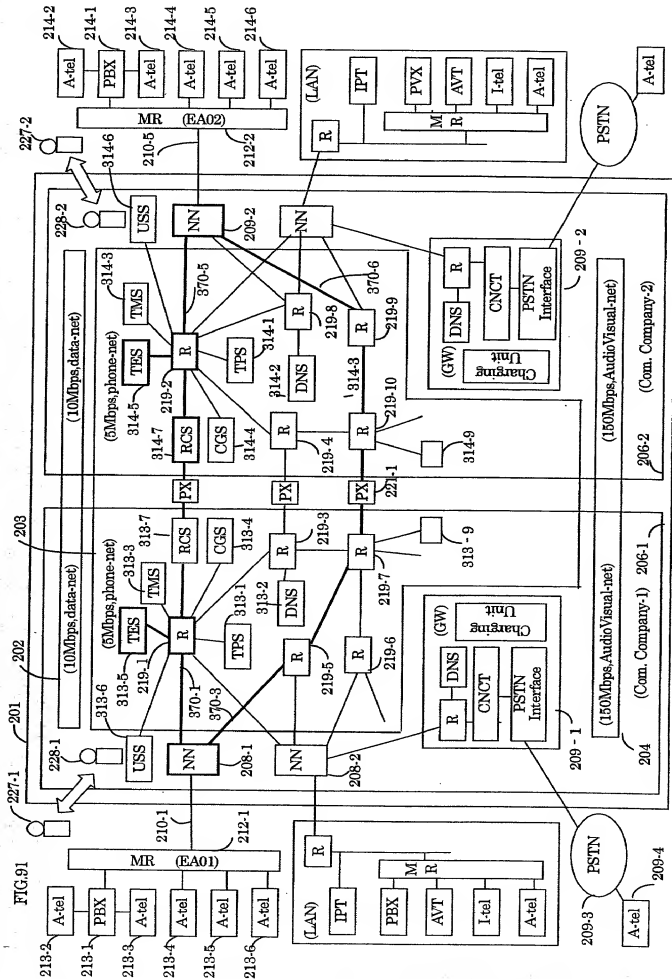 FIG.91
227-1
201
202
203
227-2
214-2
A-tel
214-1
PBX
214-3
A-tel
214-4
A-tel
214-5
A-tel
214-6
A-tel
MR (EA02)
212-2
210-5
314-6
228-2
USS
NN
209-2
(10Mbps,data-net)
314-3
TMS
(5Mbps,phone-net)
TES
314-5
219-2
R
370-5
314-7
RCS
TPS
314-1
CGS
314-4
314-2
DNS
R
219-8
370-6
R
219-9
314-3
R
219-4
R
219-10
314-9
NN
(LAN)
R
IPT
MR
PVX
AVT
I-tel
A-tel
PSTN
A-tel
(GW)
R
DNS
CNCT
PSTN
Interface
Charging
Unit
209 - 2
(150Mbps,AudioVisual-net)
(Com. Company-2)
206-2
PX
PX
PX
221-1
213-2
A-tel
213-1
PBX
213-3
A-tel
213-4
A-tel
213-5
A-tel
213-6
A-tel
MR (EA01)
212-1
210-1
228-1
313-6
USS
NN
208-1
(10Mbps,data-net)
(5Mbps,phone-net)
TES
313-5
219-1
R
370-1
370-3
313-3
TMS
313-7
RCS
CGS
313-4
TPS
313-1
313-2
DNS
R
219-3
R
219-5
R
219-7
R
219-6
313 - 9
NN
208-2
(LAN)
R
IPT
MR
PBX
AVT
I-tel
A-tel
PSTN
209-3
A-tel
209-4
(GW)
R
DNS
CNCT
PSTN
Interface
Charging
Unit
209 - 1
(150Mbps,AudioVisual-net)
204
(Com. Company-1)
206-1